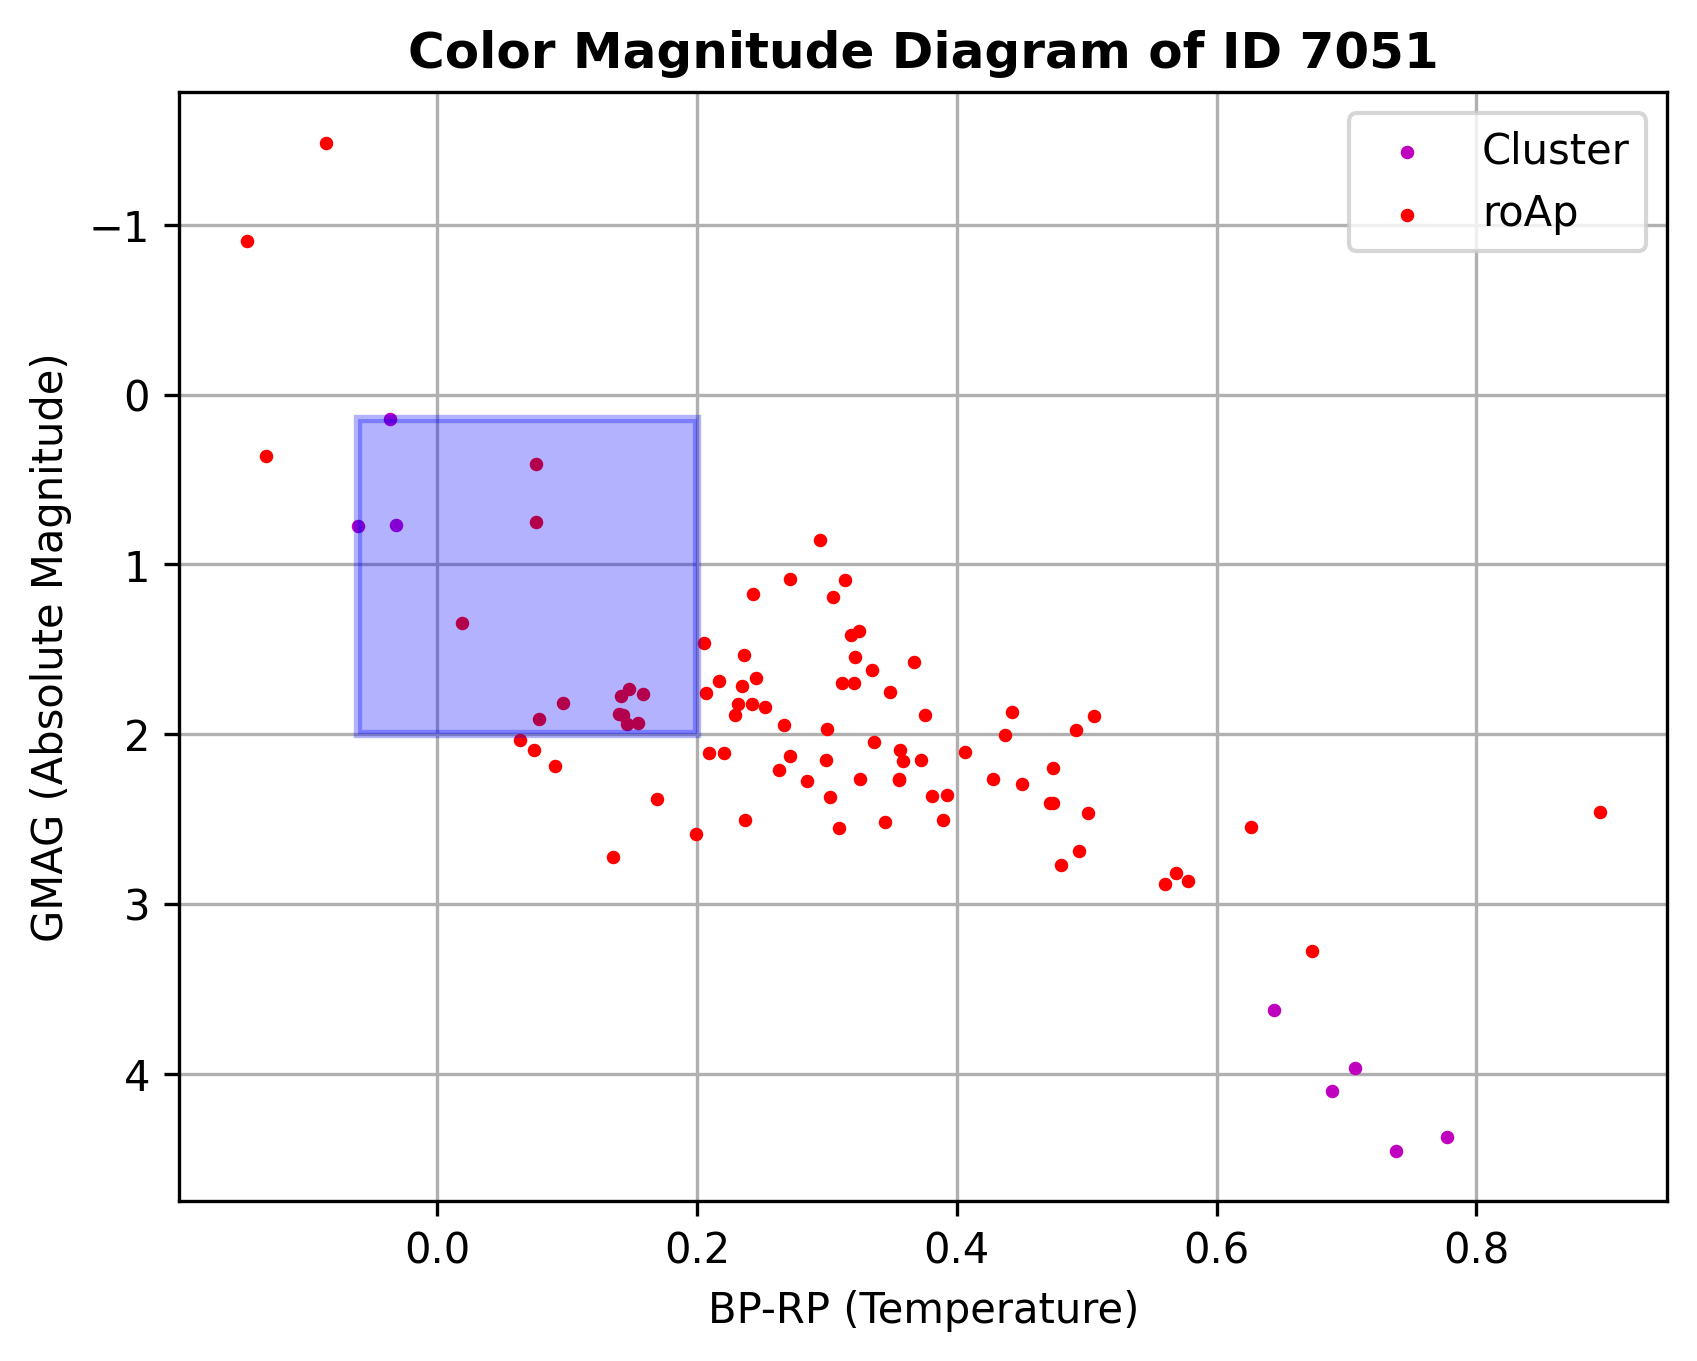 Color Magnitude Diagram of ID 7051
Cluster
roAp
−1
0
1
2
3
4
GMAG (Absolute Magnitude)
0.0 0.2 0.4 0.6 0.8
BP-RP (Temperature)